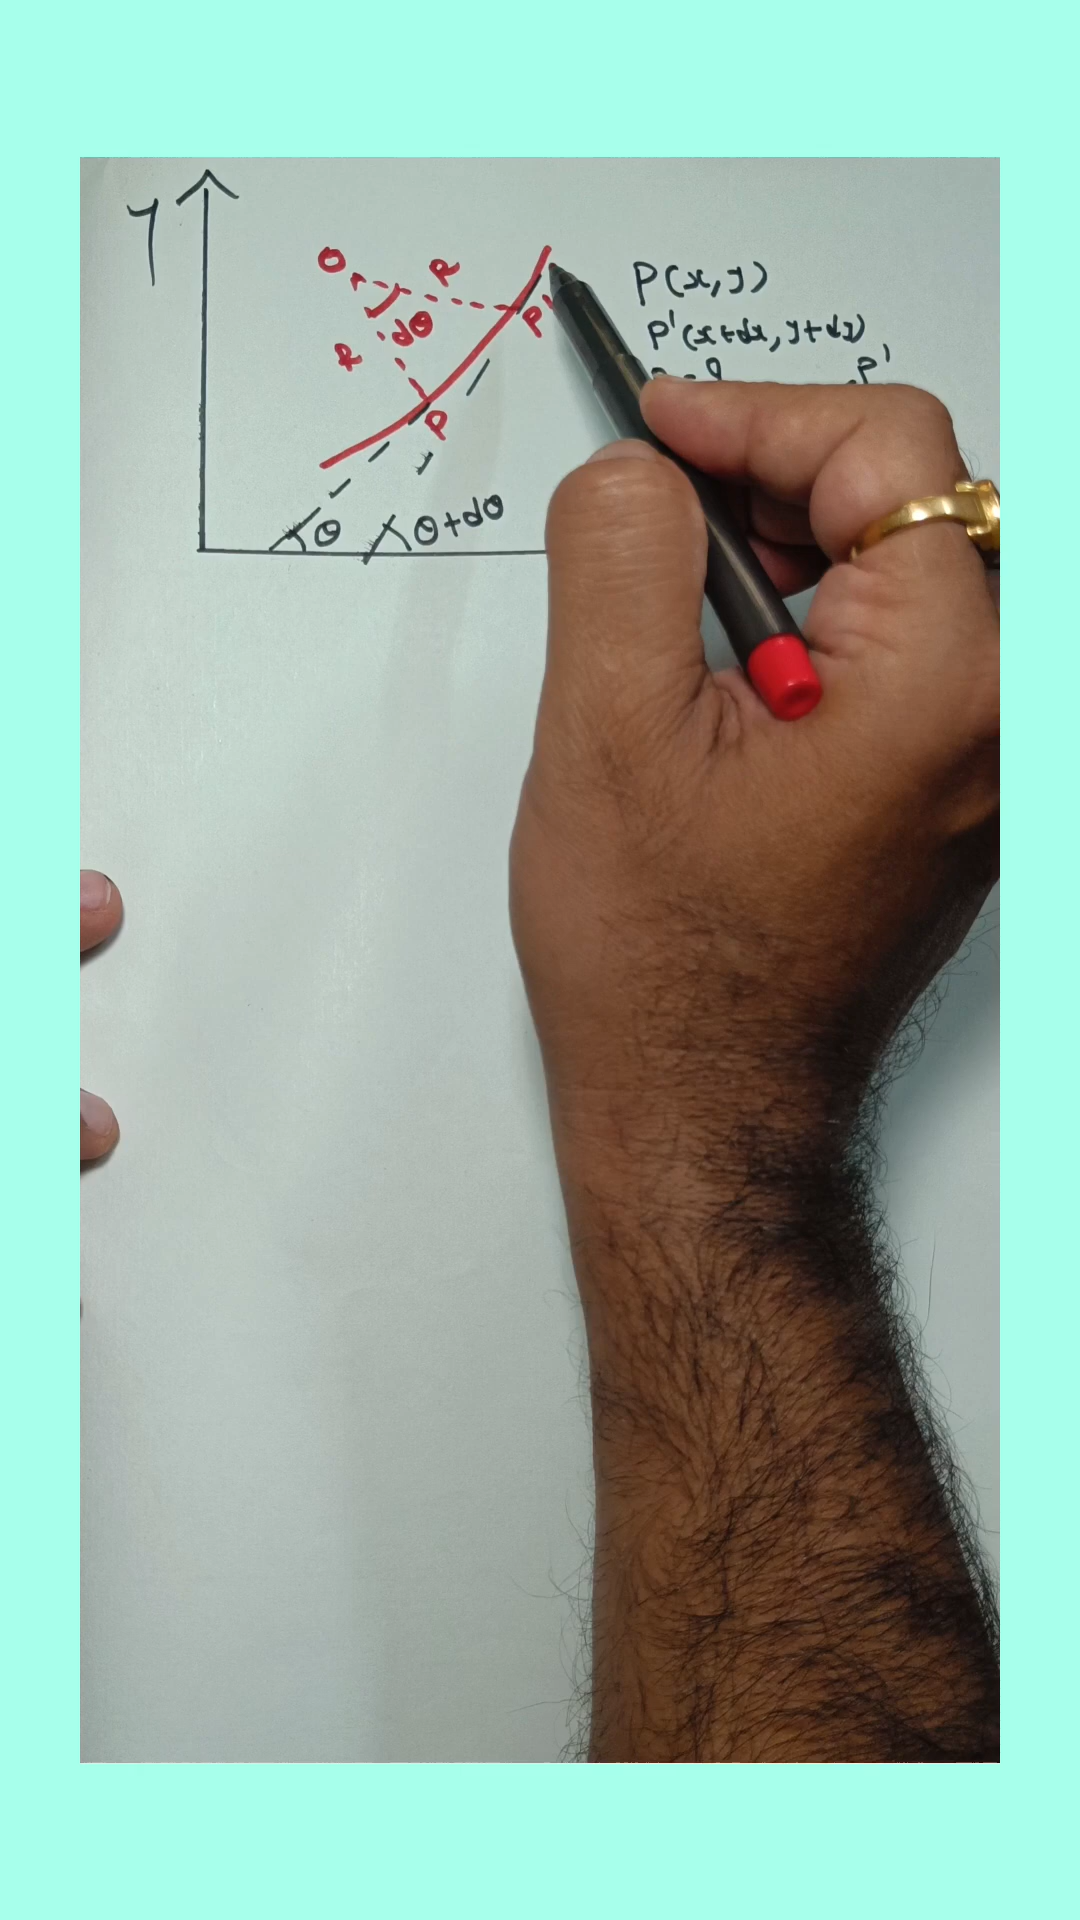 y
O
R
dθ
R
P'
P
θ
θ+dθ
P(x,y)
P'(x+dx, y+dy)
P'